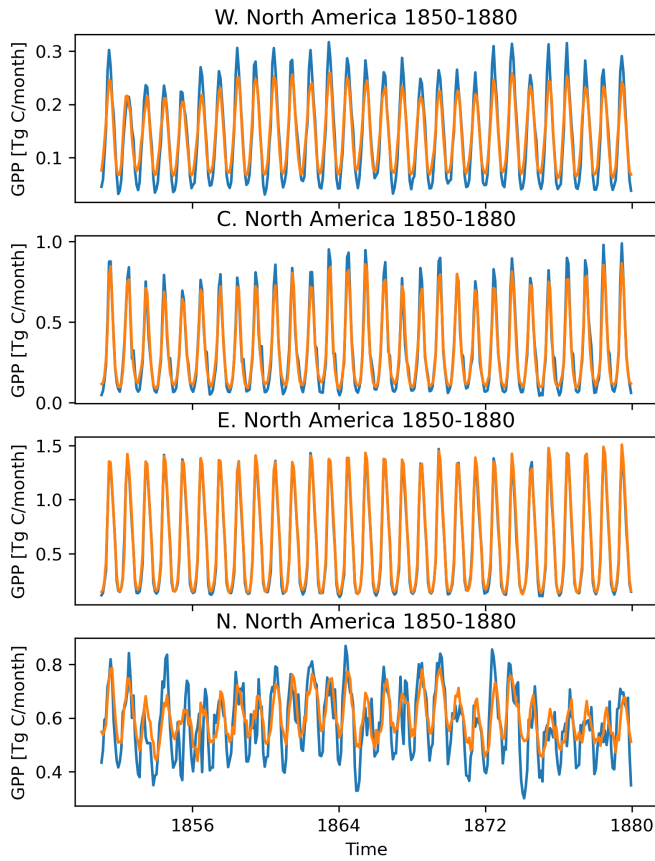 W. North America 1850-1880
GPP [Tg C/month]
0.3
0.2
0.1
C. North America 1850-1880
GPP [Tg C/month]
1.0
0.5
0.0
E. North America 1850-1880
GPP [Tg C/month]
1.5
1.0
0.5
N. North America 1850-1880
GPP [Tg C/month]
0.8
0.6
0.4
1856 1864 1872 1880
Time